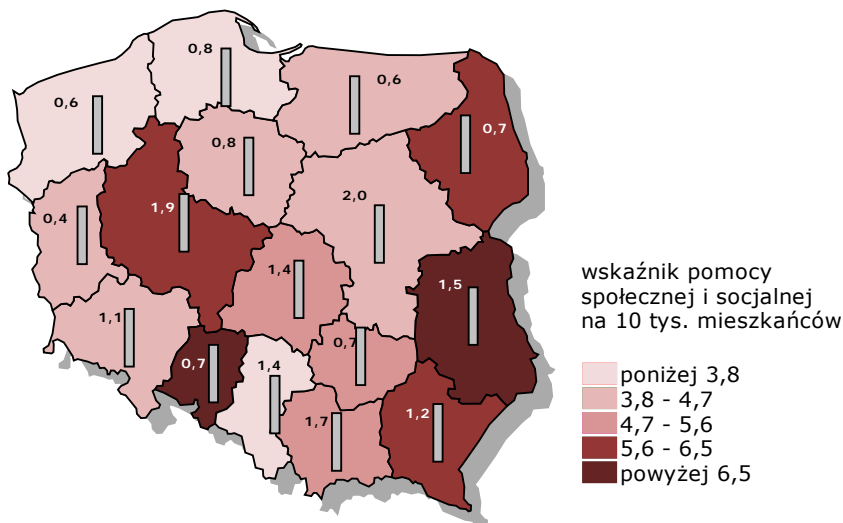 0,8
0,6
0,6
0,7
0,8
2,0
0,4
1,9
1,4
1,5
1,1
0,7
0,7
1,4
1,7
1,2
wskaźnik pomocy
społecznej i socjalnej
na 10 tys. mieszkańców
poniżej 3,8
3,8 - 4,7
4,7 - 5,6
5,6 - 6,5
powyżej 6,5